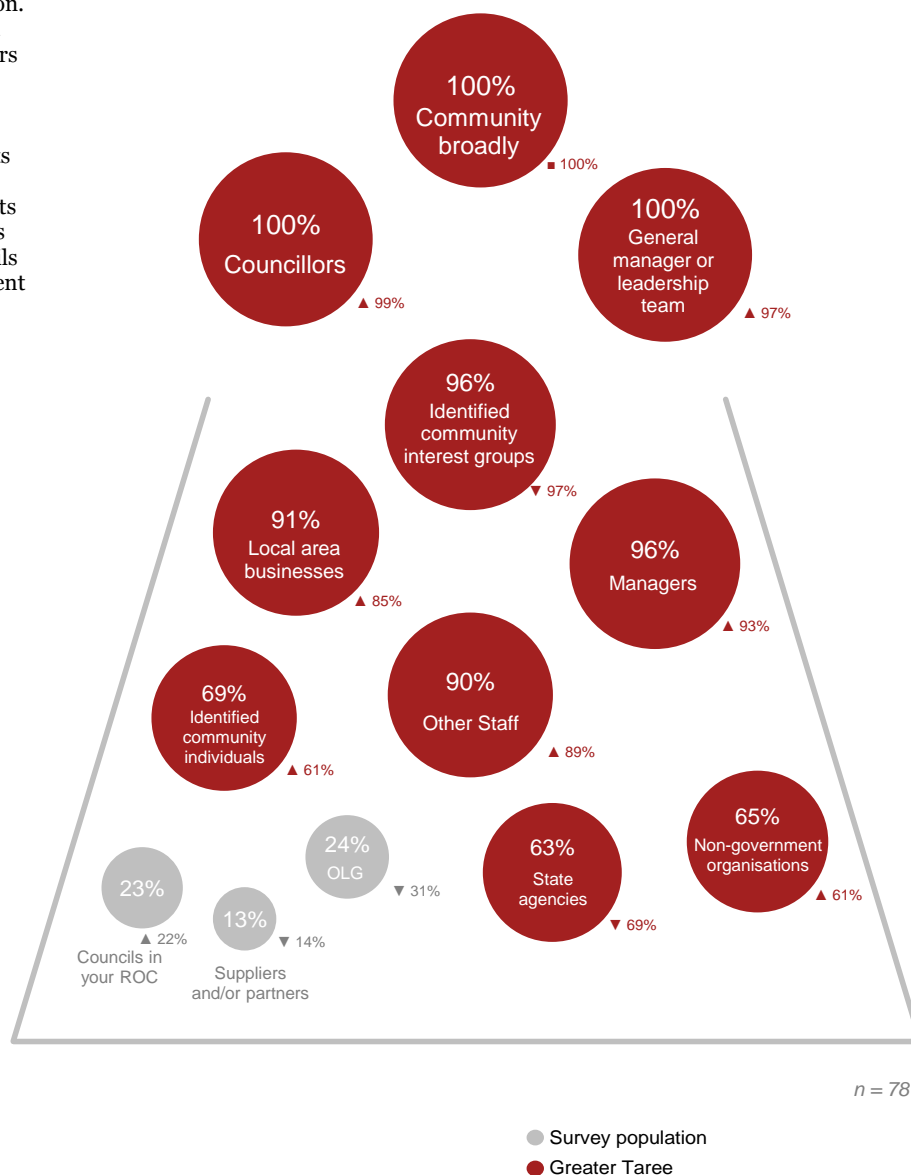 on.
rs
ts
s
nt
100%
Community
broadly
■ 100%
100%
Councillors
▲ 99%
100%
General
manager or
leadership
team
▲ 97%
96%
Identified
community
interest groups
▼ 97%
91%
Local area
businesses
▲ 85%
96%
Managers
▲ 93%
69%
Identified
community
individuals
▲ 61%
90%
Other Staff
▲ 89%
23%
▲ 22%
Councils in
your ROC
13%
▼ 14%
Suppliers
and/or partners
24%
OLG
▼ 31%
63%
State
agencies
▼ 69%
65%
Non-government
organisations
▲ 61%
n = 78
Survey population
Greater Taree